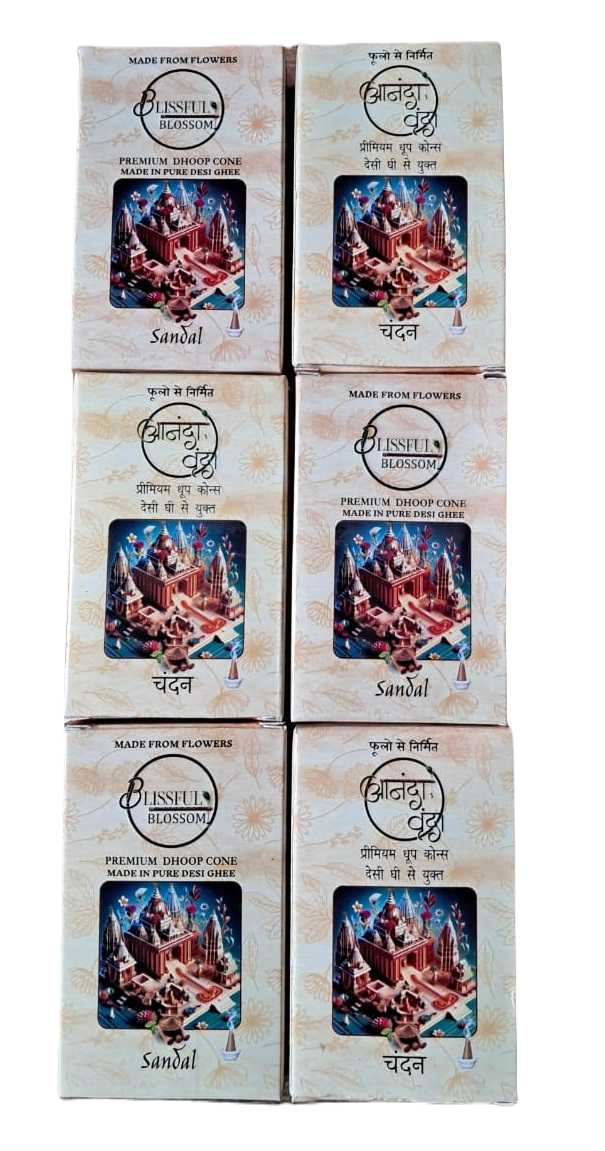 MADE FROM FLOWERS
BLISSFUL
BLOSSOM
PREMIUM DHOOP CONE
MADE IN PURE DESI GHEE
Sandal
फूलो से निर्मित
आनंदा
वृंदा
प्रीमियम धूप कोन्स
देसी घी से युक्त
चंदन
फूलो से निर्मित
आनंदा
वृंदा
प्रीमियम धूप कोन्स
देसी घी से युक्त
चंदन
MADE FROM FLOWERS
BLISSFUL
BLOSSOM
PREMIUM DHOOP CONE
MADE IN PURE DESI GHEE
Sandal
MADE FROM FLOWERS
BLISSFUL
BLOSSOM
PREMIUM DHOOP CONE
MADE IN PURE DESI GHEE
Sandal
फूलो से निर्मित
आनंदा
वृंदा
प्रीमियम धूप कोन्स
देसी घी से युक्त
चंदन